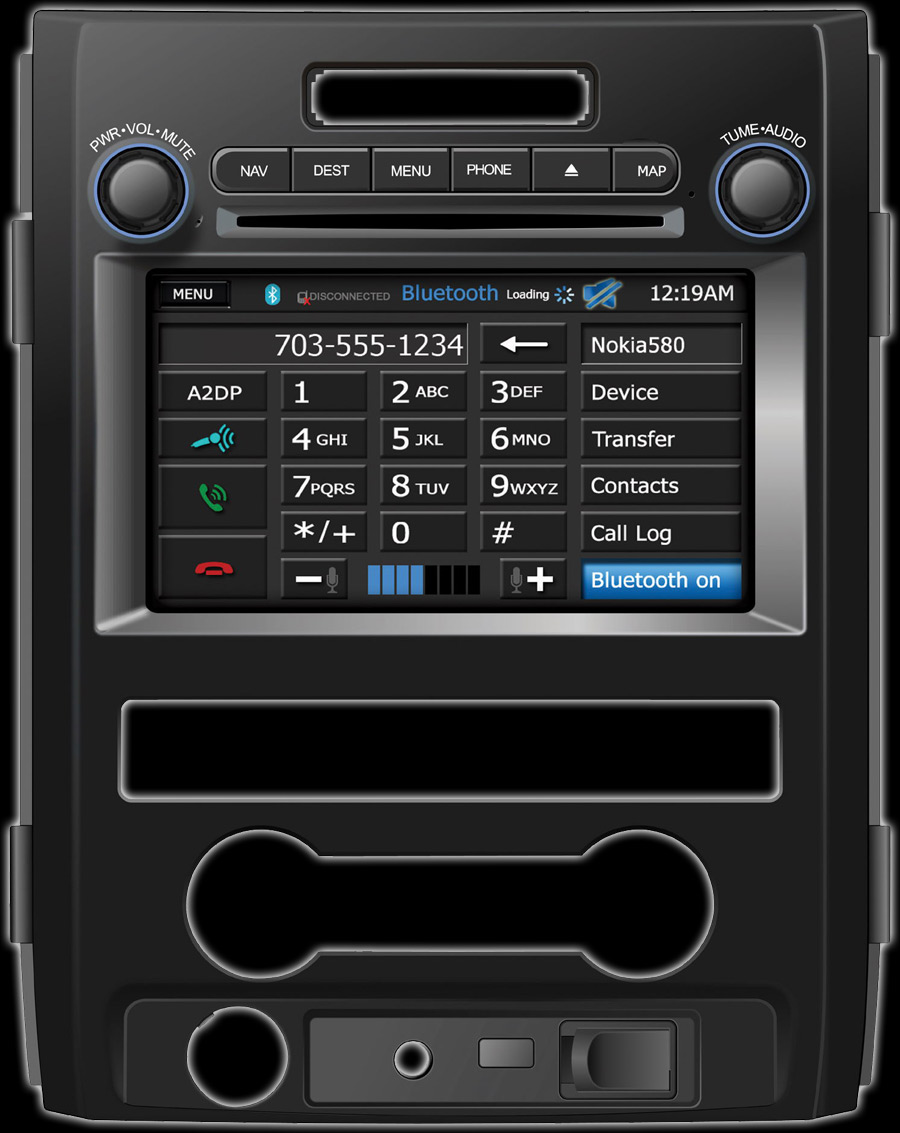 PWR•VOL•MUTE
TUME•AUDIO
NAV DEST MENU PHONE MAP
MENU DISCONNECTED Bluetooth Loading 12:19AM
703-555-1234 Nokia580
A2DP 1 2 ABC 3DEF Device
4 GHI 5 JKL 6MNO Transfer
7PQRS 8 TUV 9WXYZ Contacts
*/+ 0 # Call Log
− + Bluetooth on